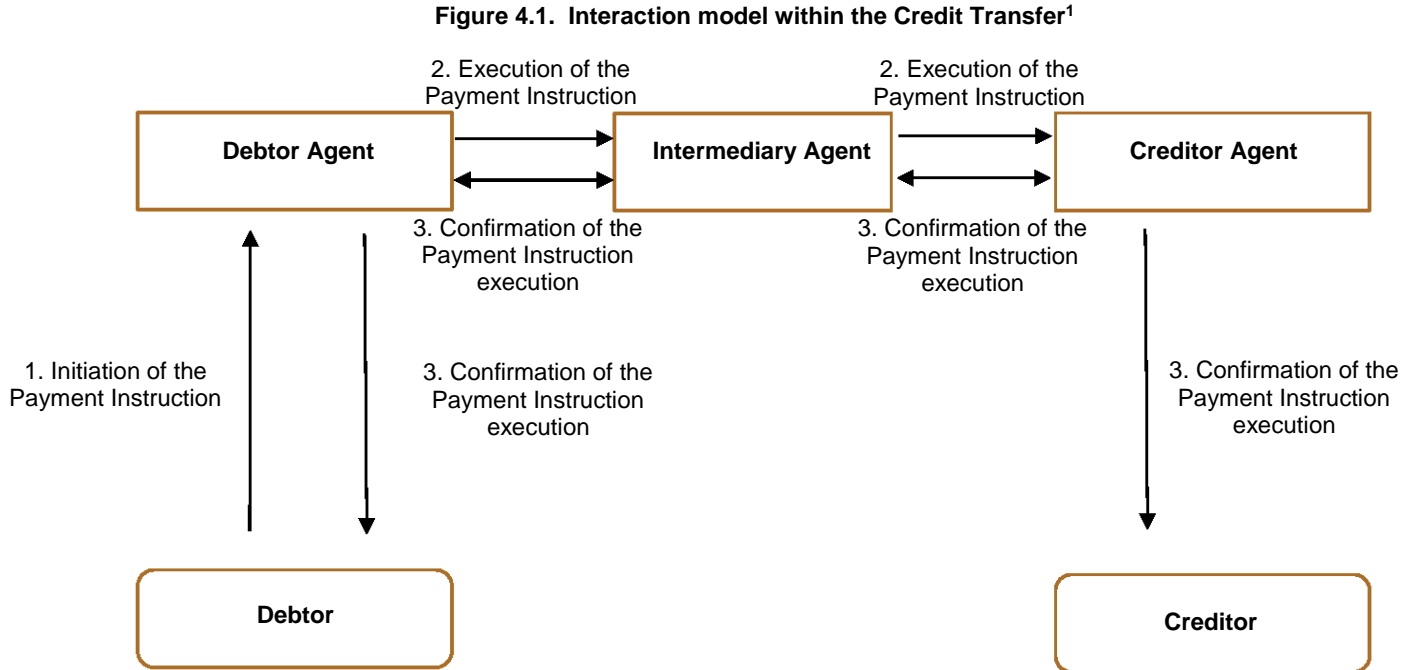 Figure 4.1. Interaction model within the Credit Transfer1
2. Execution of the
Payment Instruction
2. Execution of the
Payment Instruction
Debtor Agent
Intermediary Agent
Creditor Agent
3. Confirmation of the
Payment Instruction
execution
3. Confirmation of the
Payment Instruction
execution
1. Initiation of the
Payment Instruction
3. Confirmation of the
Payment Instruction
execution
3. Confirmation of the
Payment Instruction
execution
Debtor
Creditor